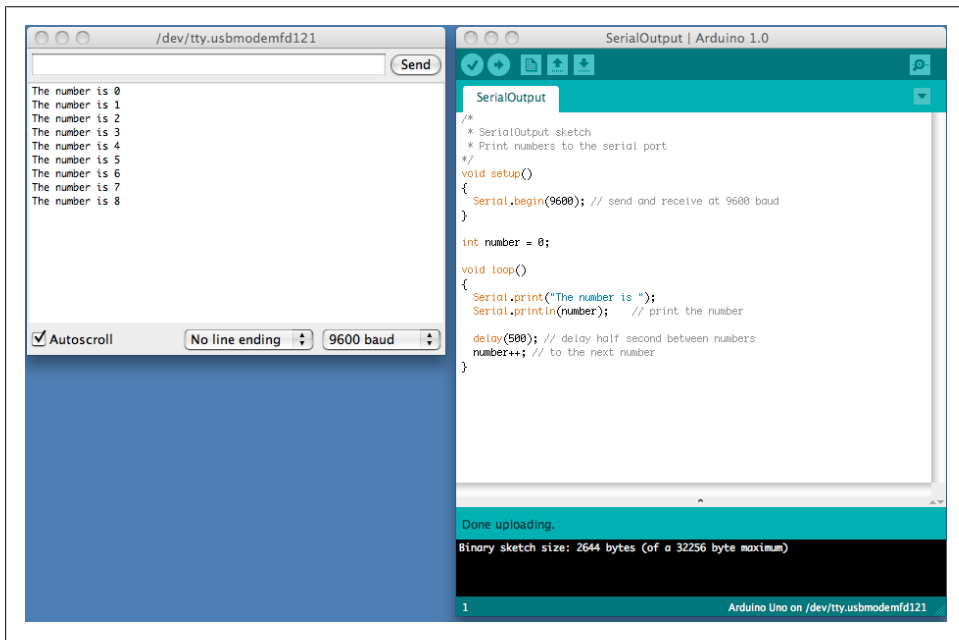 /dev/tty.usbmodemfd121
Send
The number is 0
The number is 1
The number is 2
The number is 3
The number is 4
The number is 5
The number is 6
The number is 7
The number is 8
Autoscroll
No line ending
9600 baud
SerialOutput | Arduino 1.0
SerialOutput
/*
 * SerialOutput sketch
 * Print numbers to the serial port
*/
void setup()
{
  Serial.begin(9600); // send and receive at 9600 baud
}

int number = 0;

void loop()
{
  Serial.print("The number is ");
  Serial.println(number);    // print the number

  delay(500); // delay half second between numbers
  number++; // to the next number
}
Done uploading.
Binary sketch size: 2644 bytes (of a 32256 byte maximum)
1
Arduino Uno on /dev/tty.usbmodemfd121